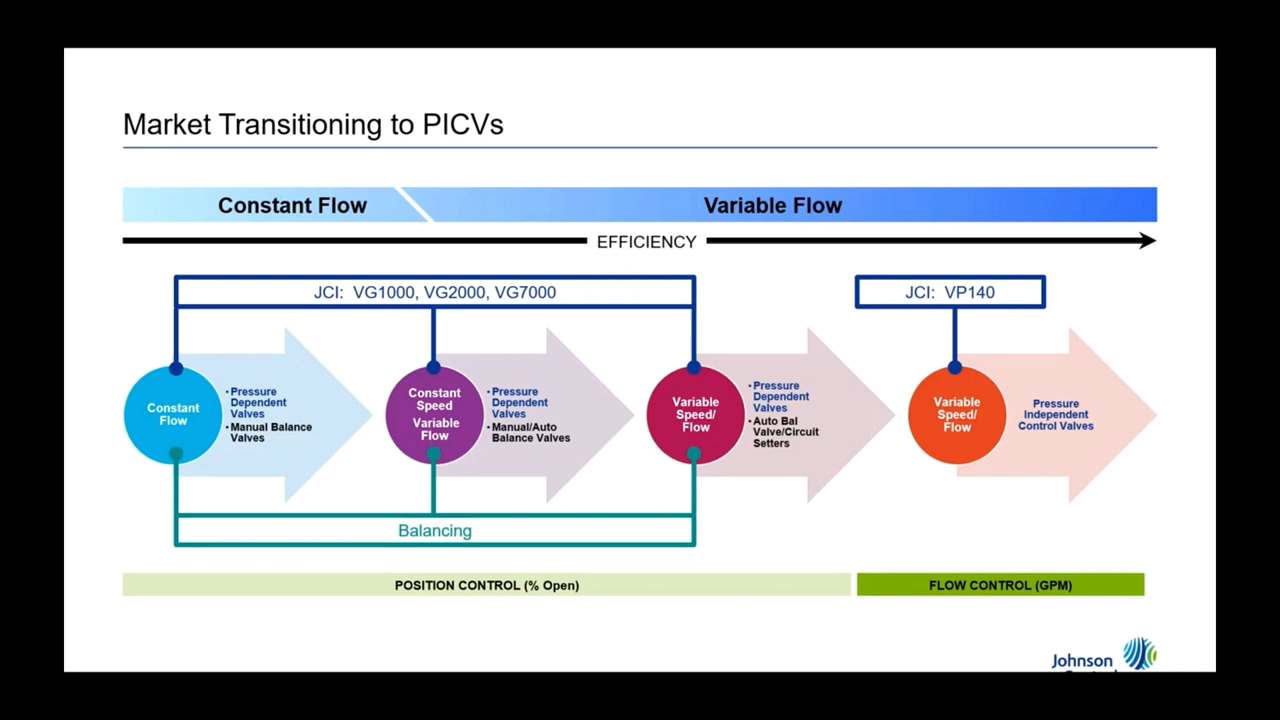 Market Transitioning to PICVs
Constant Flow
Variable Flow
EFFICIENCY
JCI: VG1000, VG2000, VG7000
JCI: VP140
Constant
Flow
• Pressure
Dependent
Valves
• Manual Balance
Valves
Constant
Speed
Variable
Flow
• Pressure
Dependent
Valves
• Manual/Auto
Balance Valves
Variable
Speed/
Flow
• Pressure
Dependent
Valves
• Auto Bal
Valve/Circuit
Setters
Variable
Speed/
Flow
Pressure
Independent
Control Valves
Balancing
POSITION CONTROL (% Open)
FLOW CONTROL (GPM)
Johnson